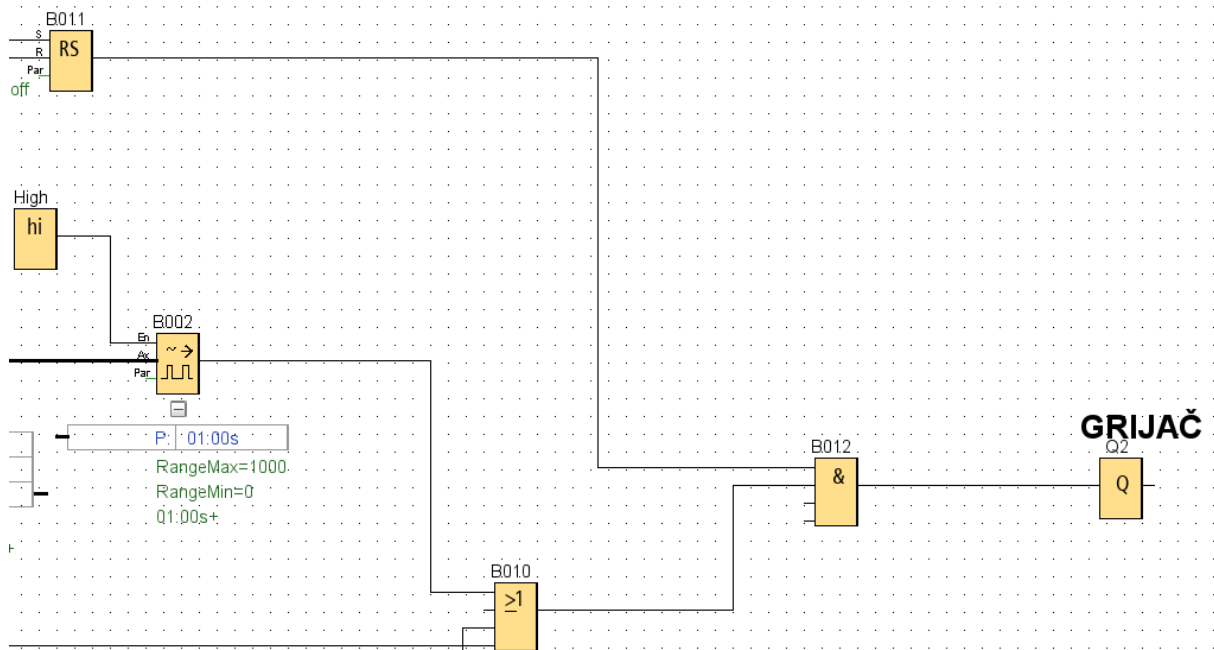 B011
S
R
Par
RS
off
High
hi
B002
En
Ax
Par
~→
P: 01:00s
RangeMax=1000
RangeMin=0
01:00s+
+
B012
&
GRIJAČ
Q2
Q
B010
≥1